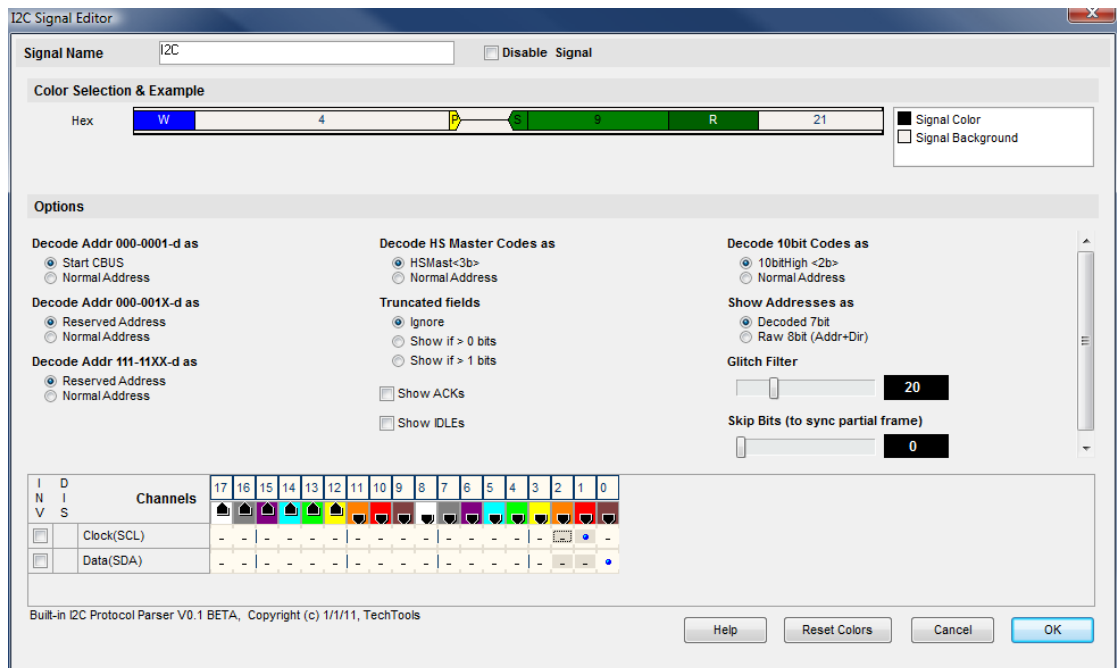 I2C Signal Editor
Signal Name I2C Disable Signal
Color Selection & Example
Hex W 4 P S 9 R 21 Signal Color
Signal Background
Options
Decode Addr 000-0001-d as
Start CBUS
Normal Address
Decode Addr 000-001X-d as
Reserved Address
Normal Address
Decode Addr 111-11XX-d as
Reserved Address
Normal Address
Decode HS Master Codes as
HSMast<3b>
Normal Address
Truncated fields
Ignore
Show if > 0 bits
Show if > 1 bits
Show ACKs
Show IDLEs
Decode 10bit Codes as
10bitHigh <2b>
Normal Address
Show Addresses as
Decoded 7bit
Raw 8bit (Addr+Dir)
Glitch Filter
20
Skip Bits (to sync partial frame)
0
INV DIS Channels 17 16 15 14 13 12 11 10 9 8 7 6 5 4 3 2 1 0
Clock(SCL) - - - - - - - - - - - - - - - - -
Data(SDA) - - - - - - - - - - - - - - - - -
Built-in I2C Protocol Parser V0.1 BETA, Copyright (c) 1/1/11, TechTools
Help Reset Colors Cancel OK